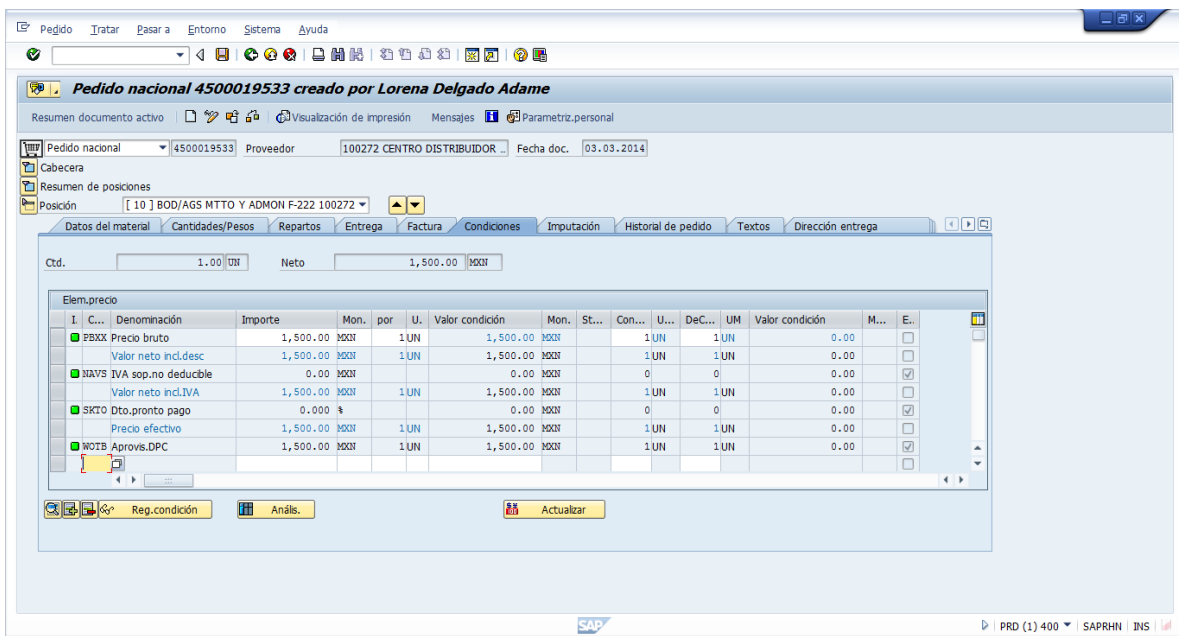 Pedido Tratar Pasar a Entorno Sistema Ayuda
Pedido nacional 4500019533 creado por Lorena Delgado Adame
Resumen documento activo Visualización de impresión Mensajes Parametriz.personal
Pedido nacional 4500019533 Proveedor 100272 CENTRO DISTRIBUIDOR .. Fecha doc. 03.03.2014
Cabecera
Resumen de posiciones
Posición [ 10 ] BOD/AGS MTTO Y ADMON F-222 100272
Datos del material Cantidades/Pesos Repartos Entrega Factura Condiciones Imputación Historial de pedido Textos Dirección entrega
Ctd. 1.00 UN Neto 1,500.00 MXN
Elem.precio
I. C... Denominación Importe Mon. por U. Valor condición Mon. St... Con... U... DeC... UM Valor condición M... E..
PBXX Precio bruto 1,500.00 MXN 1 UN 1,500.00 MXN 1 UN 1 UN 0.00
Valor neto incl.desc 1,500.00 MXN 1 UN 1,500.00 MXN 1 UN 1 UN 0.00
NAVS IVA sop.no deducible 0.00 MXN 0.00 MXN 0 0 0.00
Valor neto incl.IVA 1,500.00 MXN 1 UN 1,500.00 MXN 1 UN 1 UN 0.00
SKTO Dto.pronto pago 0.000 % 0.00 MXN 0 0 0.00
Precio efectivo 1,500.00 MXN 1 UN 1,500.00 MXN 1 UN 1 UN 0.00
WOTB Aprovis.DPC 1,500.00 MXN 1 UN 1,500.00 MXN 1 UN 1 UN 0.00
Reg.condición Anális. Actualizar
SAP PRD (1) 400 SAPRHN INS